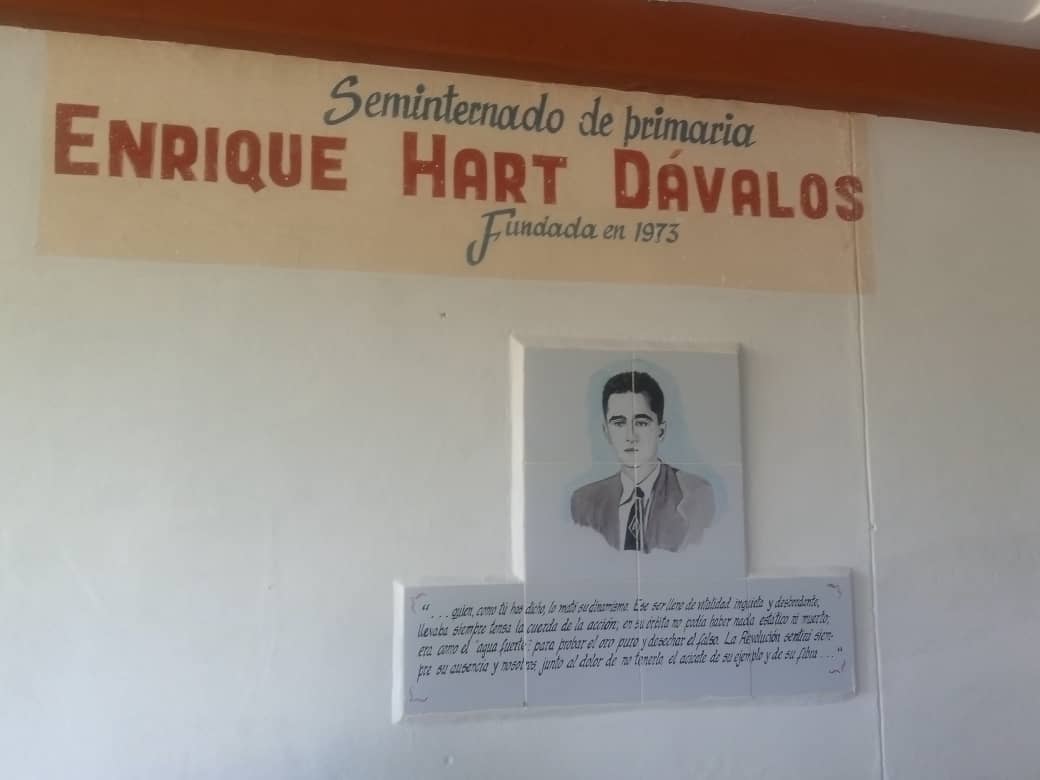 Seminternado de primaria
ENRIQUE HART DÁVALOS
Fundada en 1973
"...quien, como tú has dicho, lo mató su dinamismo. Ese ser lleno de vitalidad, inquieta y desbordante,
llevaba siempre tensa la cuerda de la acción; en su órbita no podía haber nada estático ni muerto;
era como el "agua fuerte" para probar el oro puro y desechar el falso. La Revolución sentirá siem-
pre su ausencia y nosotros, junto al dolor de no tenerlo, el acicate de su ejemplo y de su fibra..."